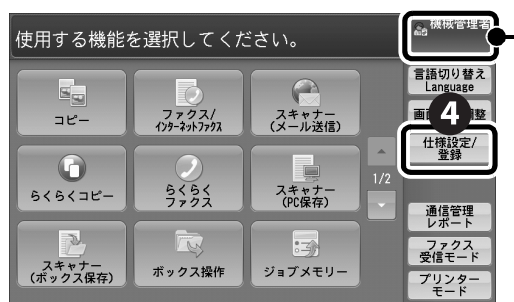 使用する機能を選択してください。
機械管理者
コピー
ファクス/
インターネットファクス
スキャナー
(メール送信)
らくらくコピー
らくらく
ファクス
スキャナー
(PC保存)
スキャナー
(ボックス保存)
ボックス操作
ジョブメモリー
1/2
言語切り替え
Language
画面
4
整
仕様設定/
登録
通信管理
レポート
ファクス
受信モード
プリンター
モード